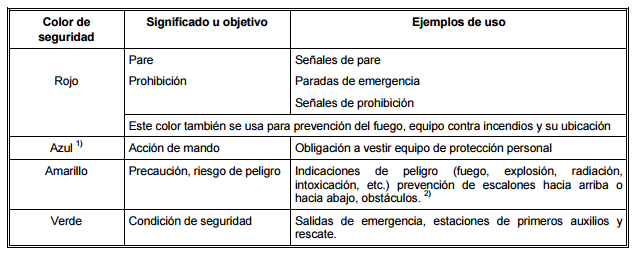 Color de seguridad Significado u objetivo Ejemplos de uso
Rojo
Pare Señales de pare
Prohibición Paradas de emergencia
Señales de prohibición
Este color también se usa para prevención del fuego, equipo contra incendios y su ubicación
Azul 1) Acción de mando Obligación a vestir equipo de protección personal
Amarillo Precaución, riesgo de peligro Indicaciones de peligro (fuego, explosión, radiación,
intoxicación, etc.) prevención de escalones hacia arriba o
hacia abajo, obstáculos. 2)
Verde Condición de seguridad Salidas de emergencia, estaciones de primeros auxilios y
rescate.